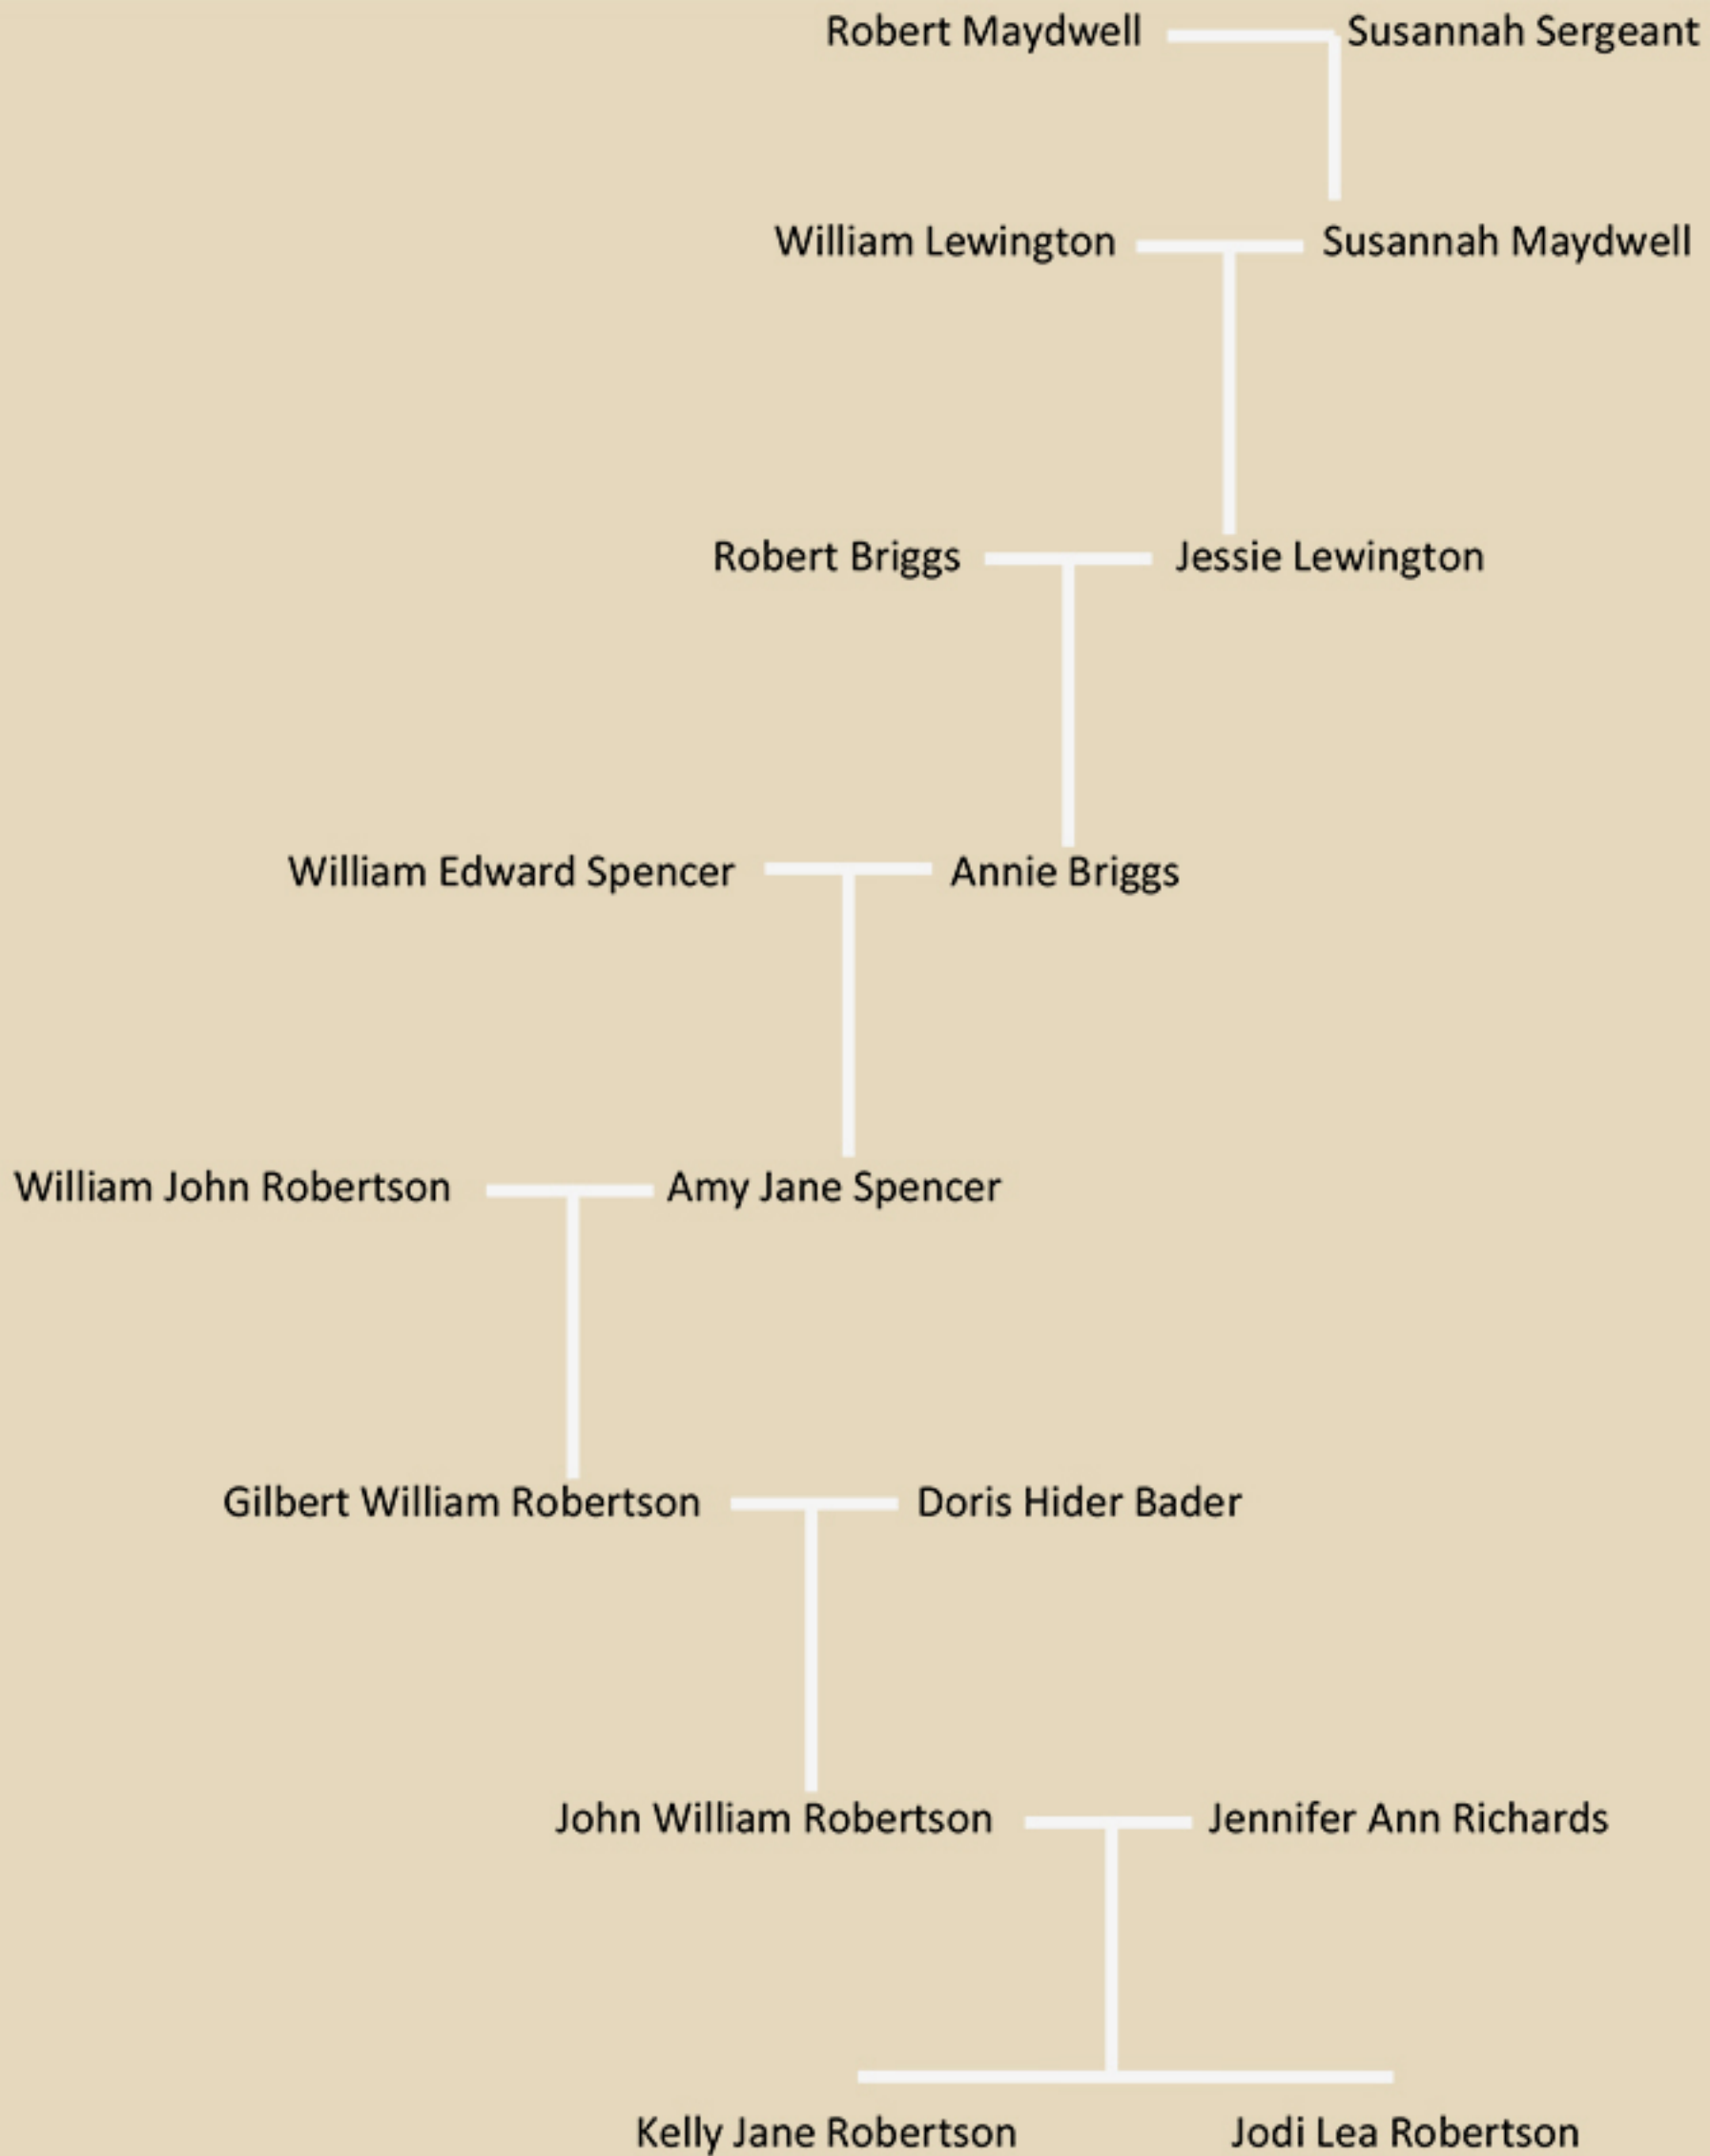 Robert Maydwell Susannah Sergeant
William Lewington Susannah Maydwell
Robert Briggs Jessie Lewington
William Edward Spencer Annie Briggs
William John Robertson Amy Jane Spencer
Gilbert William Robertson Doris Hider Bader
John William Robertson Jennifer Ann Richards
Kelly Jane Robertson Jodi Lea Robertson